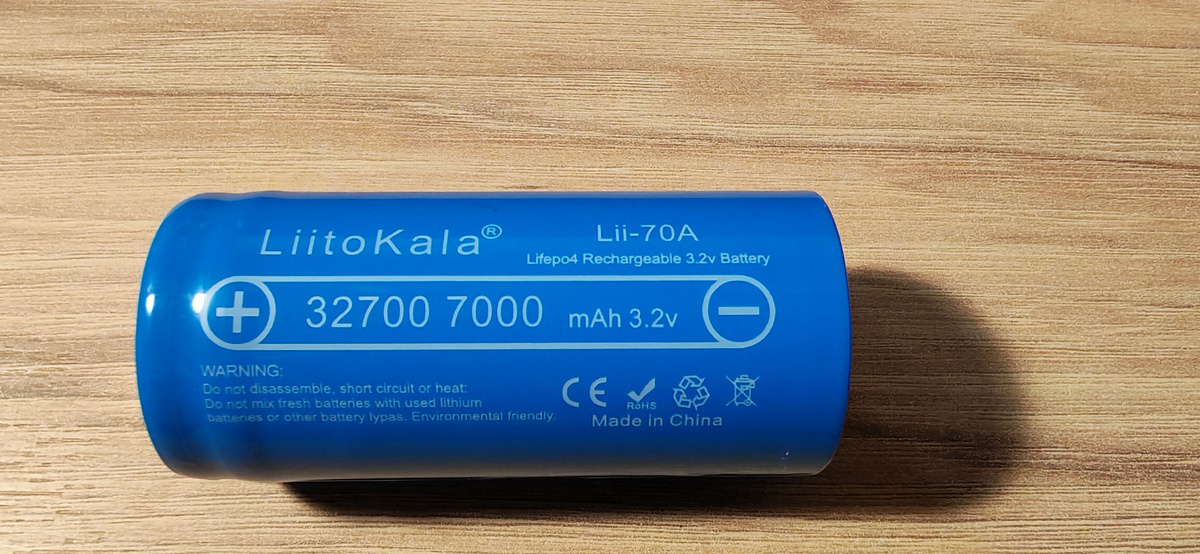 LiitoKala®
Lii-70A
Lifepo4 Rechargeable 3.2v Battery
+ 32700 7000 mAh 3.2v −
WARNING:
Do not disassemble, short circuit or heat:
Do not mix fresh batteries with used lithium
batteries or other battery lypas. Environmental friendly.
CE
RoHS
Made in China